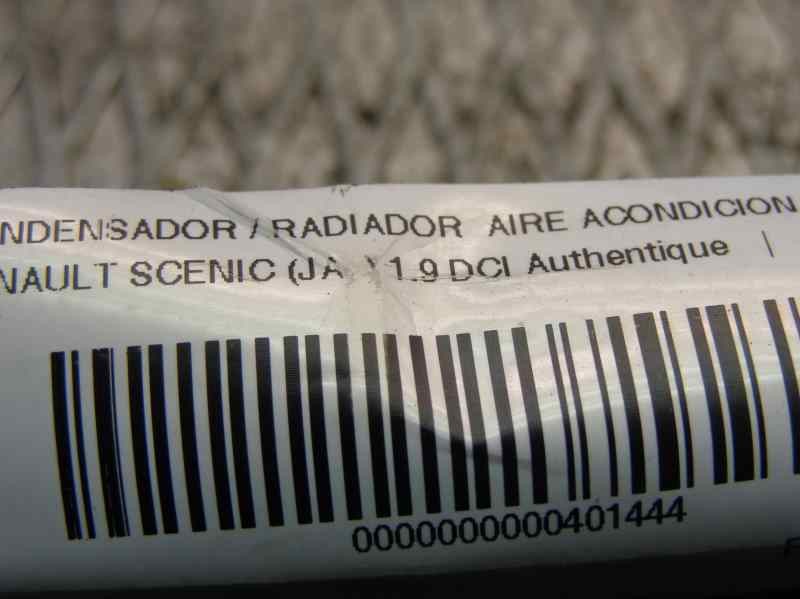 NDENSADOR / RADIADOR AIRE ACONDICION
NAULT SCENIC (JA 1.9 DCI Authentique |
0000000000401444